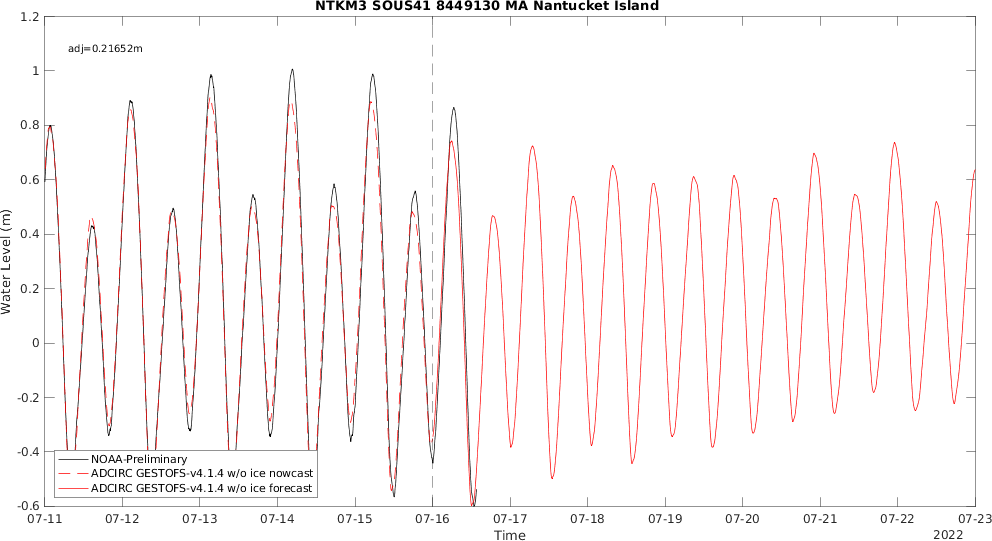 NTKM3 SOUS41 8449130 MA Nantucket Island
adj=0.21652m
1.2
1
0.8
0.6
0.4
0.2
0
-0.2
-0.4
-0.6
Water Level (m)
NOAA-Preliminary
ADCIRC GESTOFS-v4.1.4 w/o ice nowcast
ADCIRC GESTOFS-v4.1.4 w/o ice forecast
07-11 07-12 07-13 07-14 07-15 07-16 07-17 07-18 07-19 07-20 07-21 07-22 07-23
Time
2022